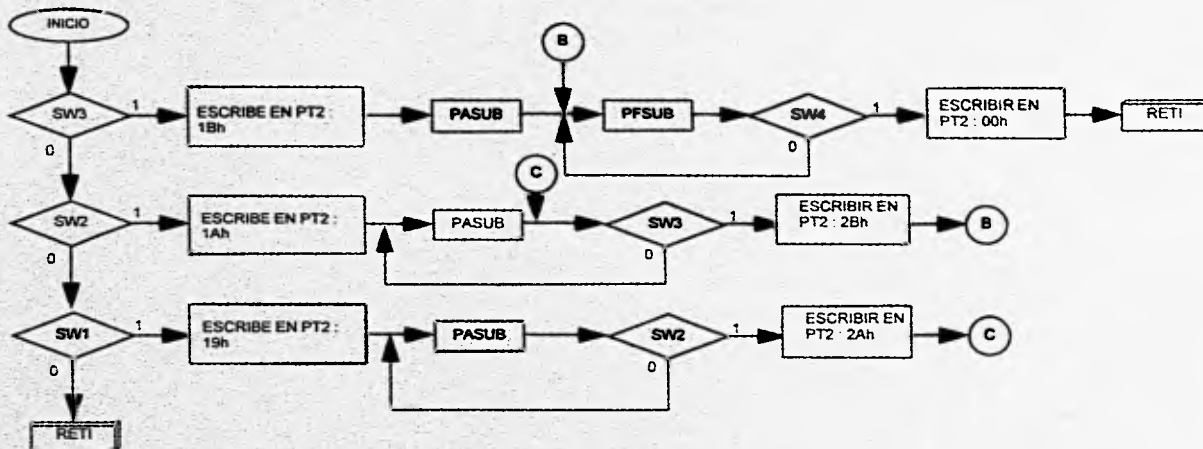 INICIO
B
SW3
1
ESCRIBE EN PT2 :
1Bh
PASUB
PFSUB
SW4
1
ESCRIBIR EN
PT2 : 00h
RETI
0
0
C
SW2
1
ESCRIBE EN PT2 :
1Ah
PASUB
SW3
1
ESCRIBIR EN
PT2 : 2Bh
B
0
0
SW1
1
ESCRIBE EN PT2 :
19h
PASUB
SW2
1
ESCRIBIR EN
PT2 : 2Ah
C
0
0
RETI